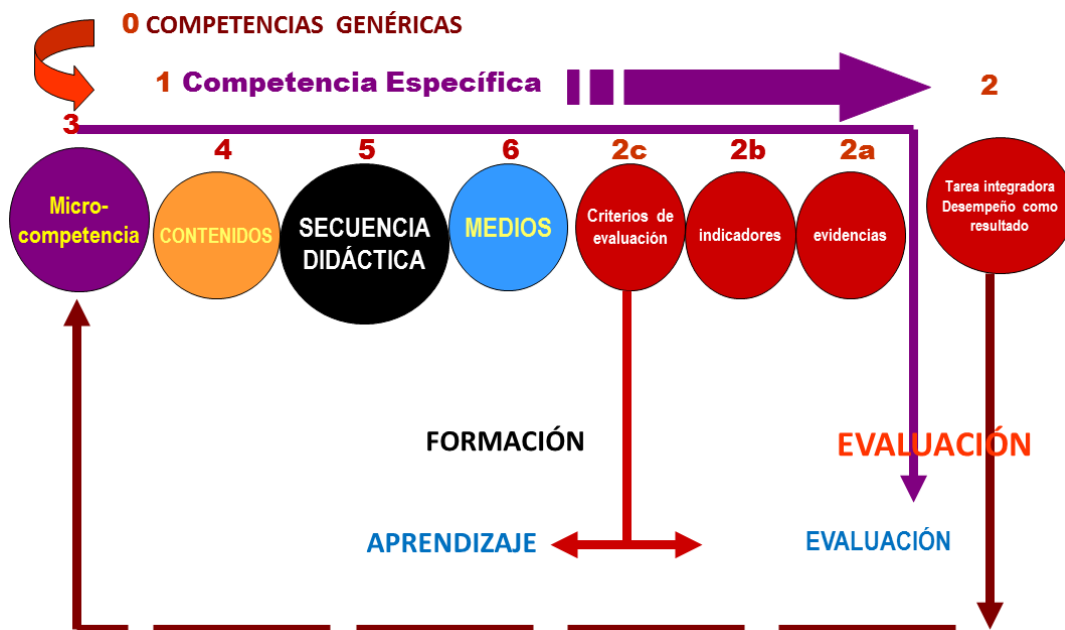 0 COMPETENCIAS GENÉRICAS
1 Competencia Específica
2
3
4
5
6
2c
2b
2a
Micro-
competencia
CONTENIDOS
SECUENCIA
DIDÁCTICA
MEDIOS
Criterios de
evaluación
indicadores
evidencias
Tarea integradora
Desempeño como
resultado
FORMACIÓN
EVALUACIÓN
APRENDIZAJE
EVALUACIÓN